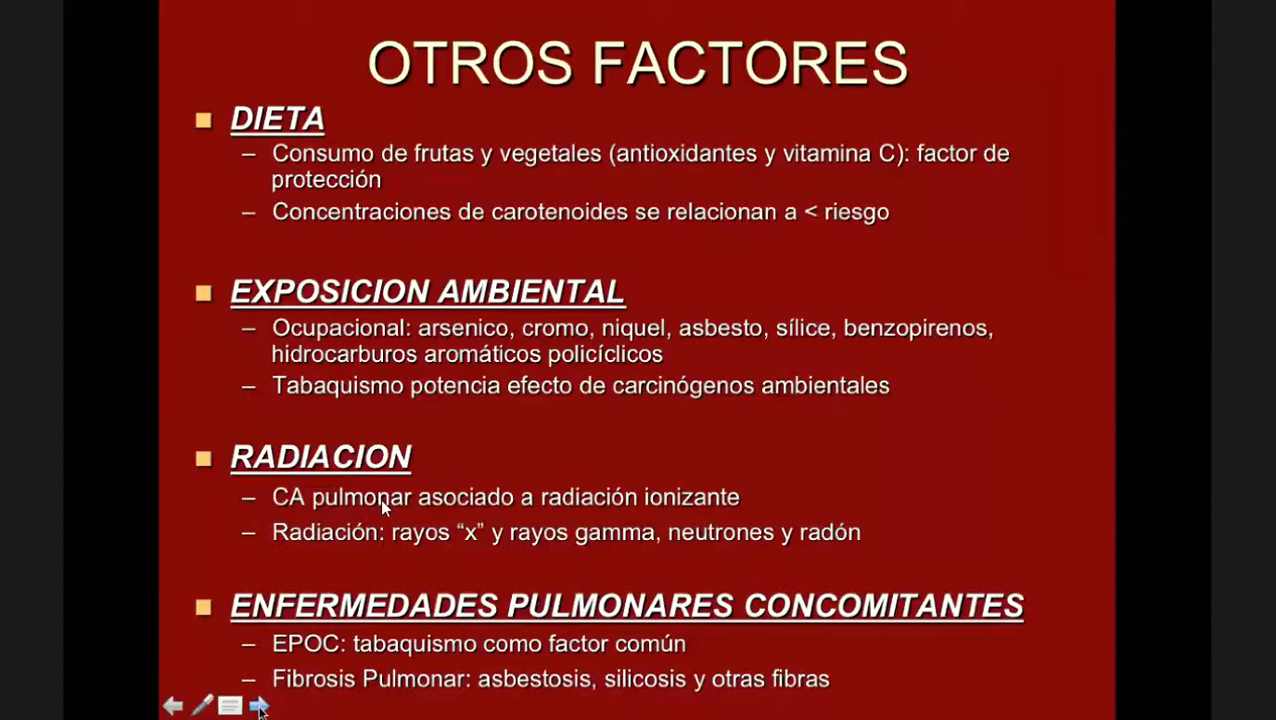 OTROS FACTORES
DIETA
– Consumo de frutas y vegetales (antioxidantes y vitamina C): factor de
protección
– Concentraciones de carotenoides se relacionan a < riesgo
EXPOSICION AMBIENTAL
– Ocupacional: arsenico, cromo, niquel, asbesto, sílice, benzopirenos,
hidrocarburos aromáticos policíclicos
– Tabaquismo potencia efecto de carcinógenos ambientales
RADIACION
– CA pulmonar asociado a radiación ionizante
– Radiación: rayos “x” y rayos gamma, neutrones y radón
ENFERMEDADES PULMONARES CONCOMITANTES
– EPOC: tabaquismo como factor común
– Fibrosis Pulmonar: asbestosis, silicosis y otras fibras